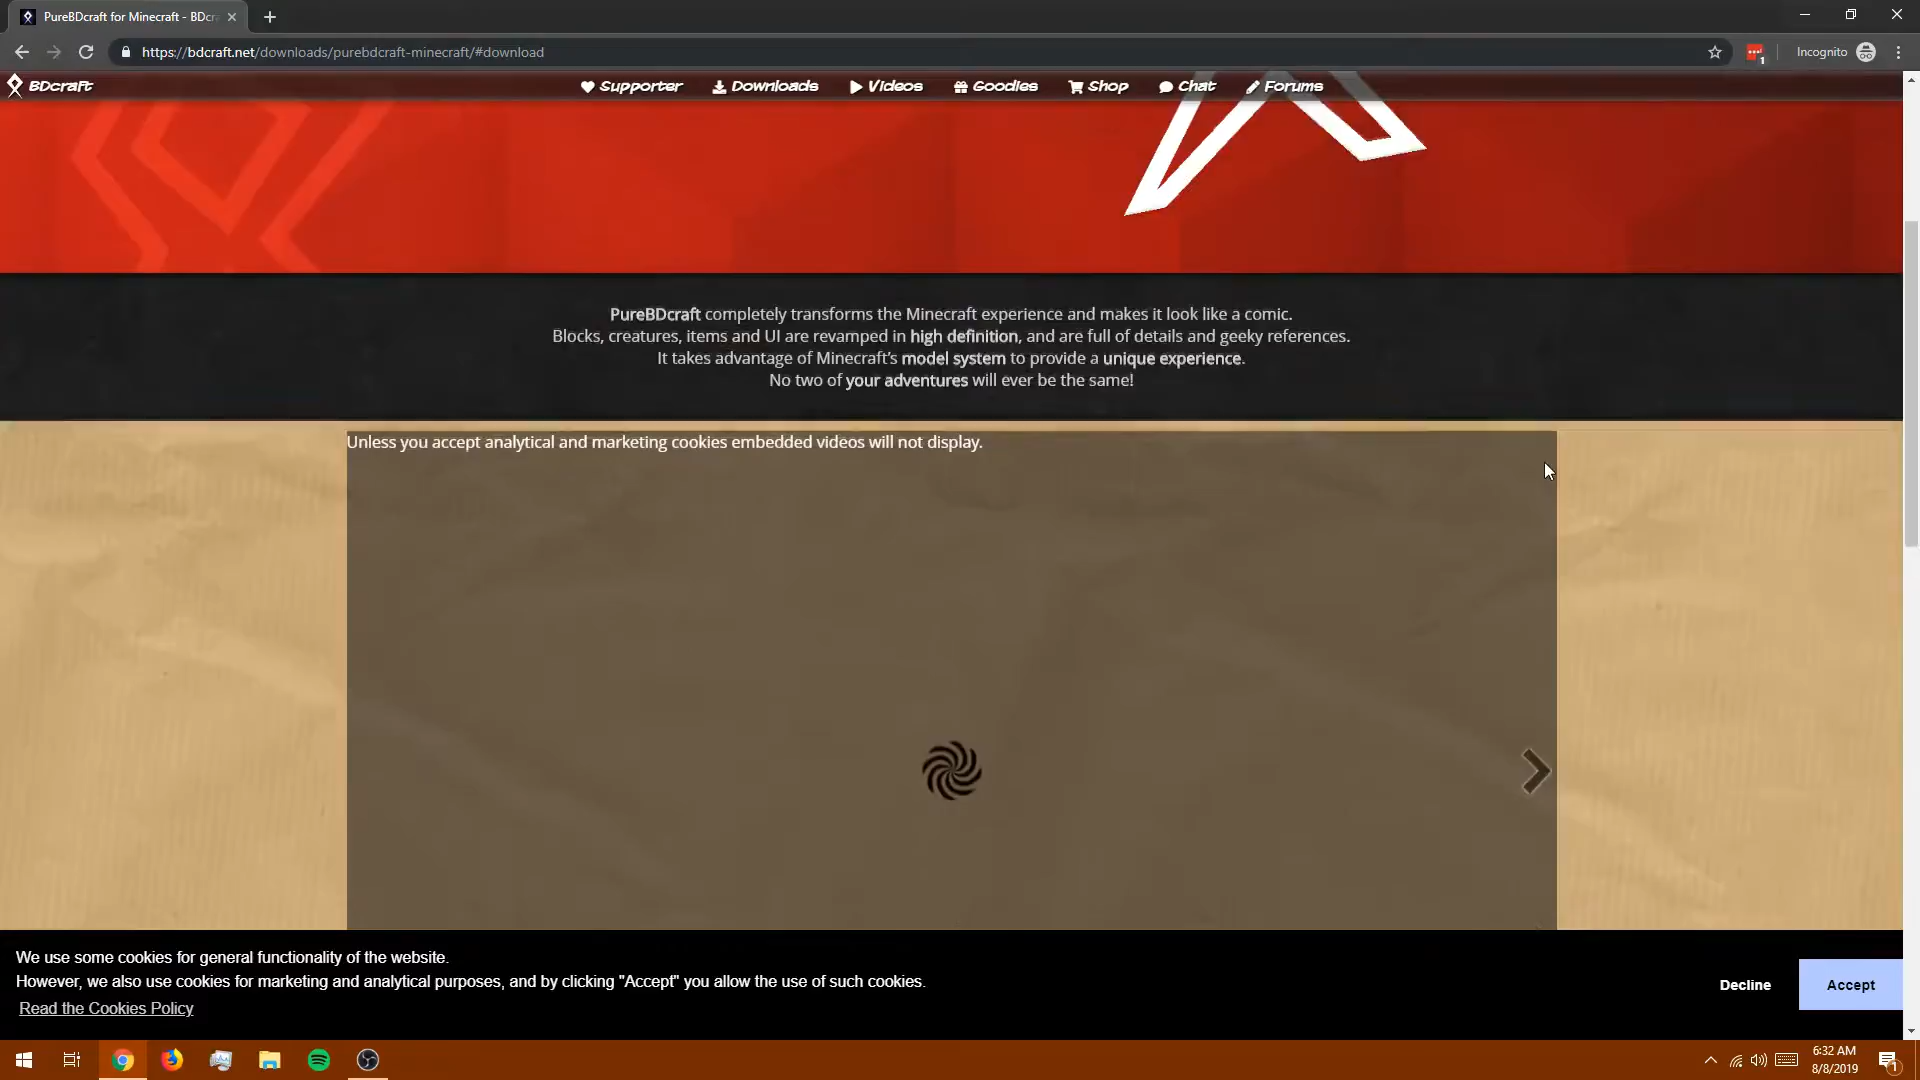 PureBDcraft for Minecraft - BDcr
https://bdcraft.net/downloads/purebdcraft-minecraft/#download
1
Incognito
BDcraft
Supporter
Downloads
Videos
Goodies
Shop
Chat
Forums
PureBDcraft completely transforms the Minecraft experience and makes it look like a comic.
Blocks, creatures, items and UI are revamped in high definition, and are full of details and geeky references.
It takes advantage of Minecraft's model system to provide a unique experience.
No two of your adventures will ever be the same!
Unless you accept analytical and marketing cookies embedded videos will not display.
We use some cookies for general functionality of the website.
However, we also use cookies for marketing and analytical purposes, and by clicking "Accept" you allow the use of such cookies.
Read the Cookies Policy
Decline
Accept
6:32 AM
8/8/2019
1